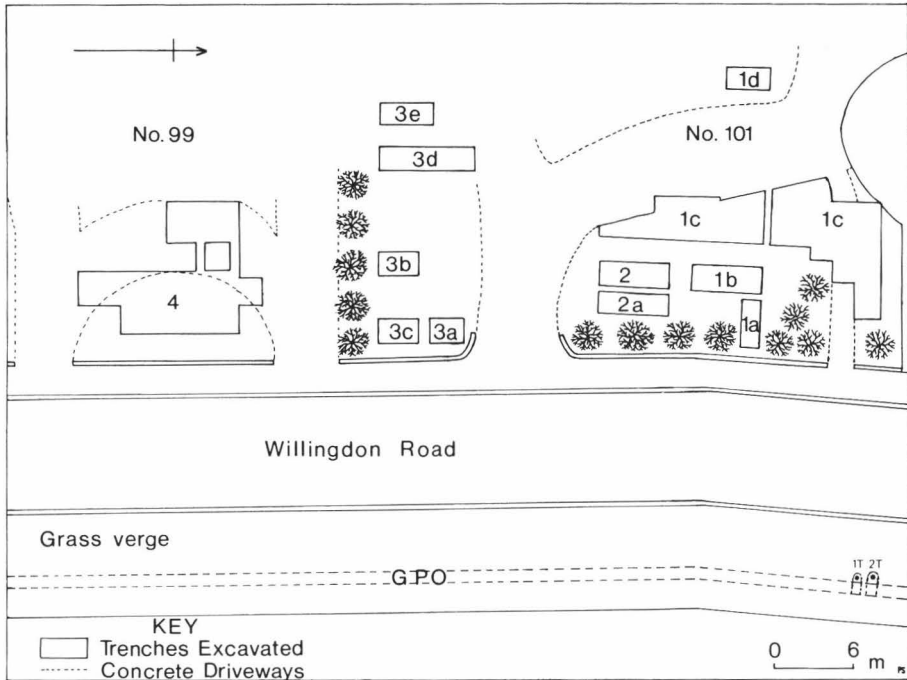 1d
3e
No. 99
No. 101
3d
1c
1c
3b
2
1b
4
2a
1a
3c
3a
Willingdon Road
Grass verge
G.P.O
1T 2T
KEY
Trenches Excavated
Concrete Driveways
0 6
m
PS